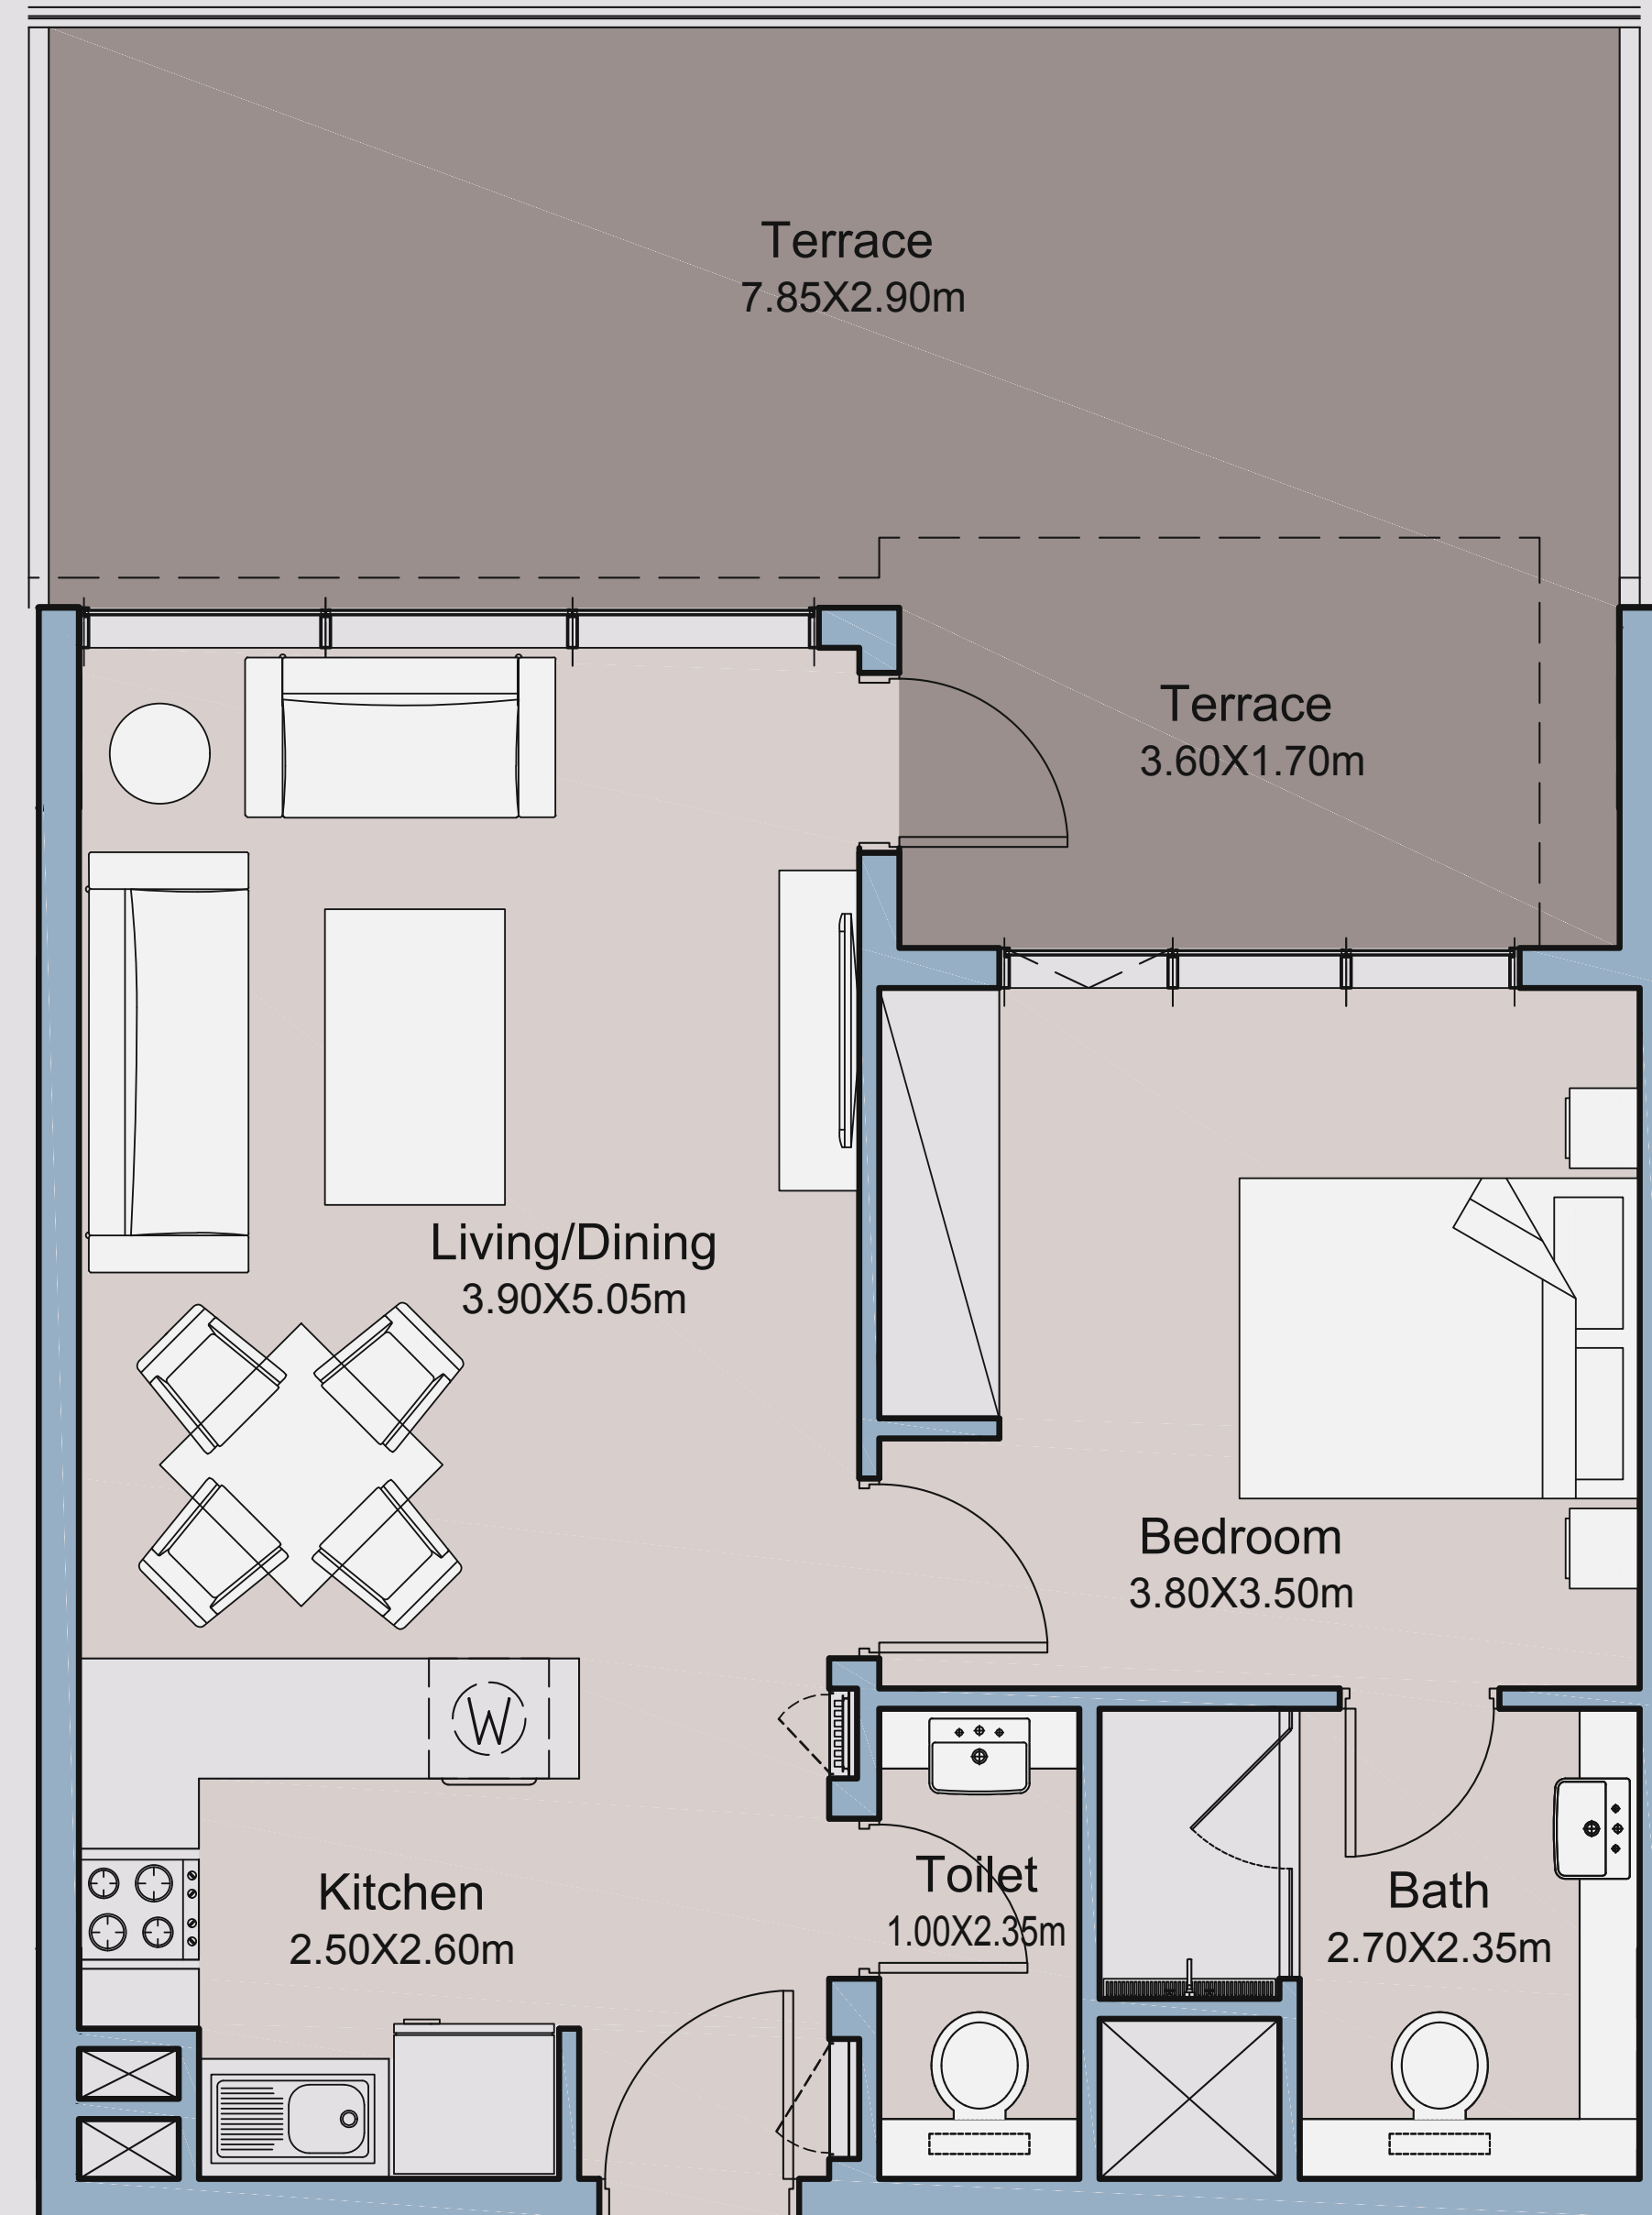 Terrace
7.85X2.90m
Terrace
3.60X1.70m
Living/Dining
3.90X5.05m
Bedroom
3.80X3.50m
W
Kitchen
2.50X2.60m
Toilet
1.00X2.35m
Bath
2.70X2.35m